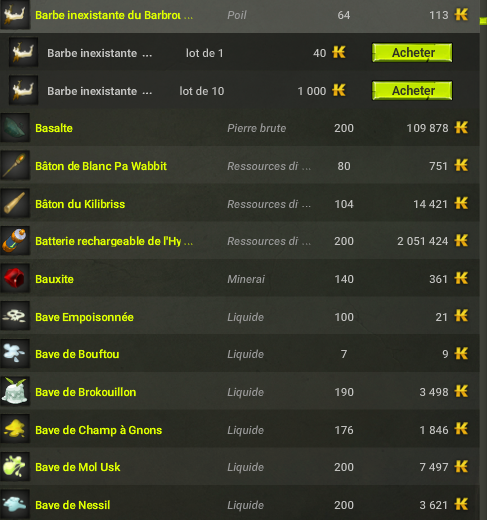 Barbe inexistante du Barbrou ... Poil 64 113
Barbe inexistante ... lot de 1 40 Acheter
Barbe inexistante ... lot de 10 1 000 Acheter
Basalte Pierre brute 200 109 878
Bâton de Blanc Pa Wabbit Ressources di ... 80 751
Bâton du Kilibriss Ressources di ... 104 14 421
Batterie rechargeable de l'Hy ... Ressources di ... 200 2 051 424
Bauxite Minerai 140 361
Bave Empoisonnée Liquide 100 21
Bave de Bouftou Liquide 7 9
Bave de Brokouillon Liquide 190 3 498
Bave de Champ à Gnons Liquide 176 1 846
Bave de Mol Usk Liquide 200 7 497
Bave de Nessil Liquide 200 3 621